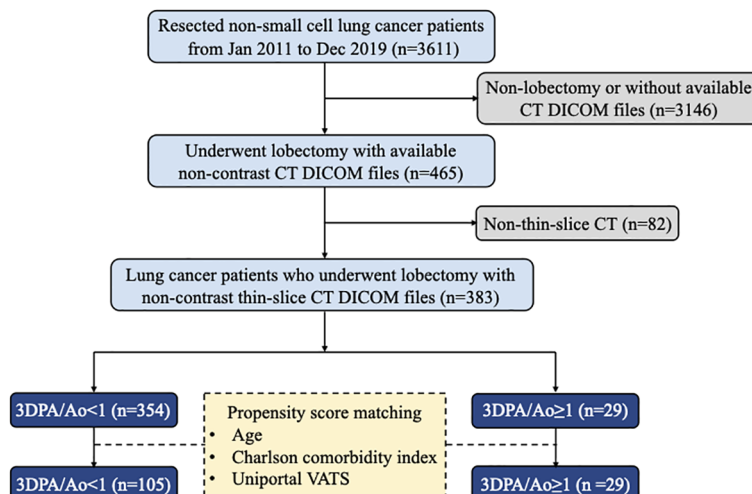 Resected non-small cell lung cancer patients
from Jan 2011 to Dec 2019 (n=3611)
Non-lobectomy or without available
CT DICOM files (n=3146)
Underwent lobectomy with available
non-contrast CT DICOM files (n=465)
Non-thin-slice CT (n=82)
Lung cancer patients who underwent lobectomy with
non-contrast thin-slice CT DICOM files (n=383)
3DPA/Ao<1 (n=354)
3DPA/Ao≥1 (n=29)
Propensity score matching
• Age
• Charlson comorbidity index
• Uniportal VATS
3DPA/Ao<1 (n=105)
3DPA/Ao≥1 (n=29)